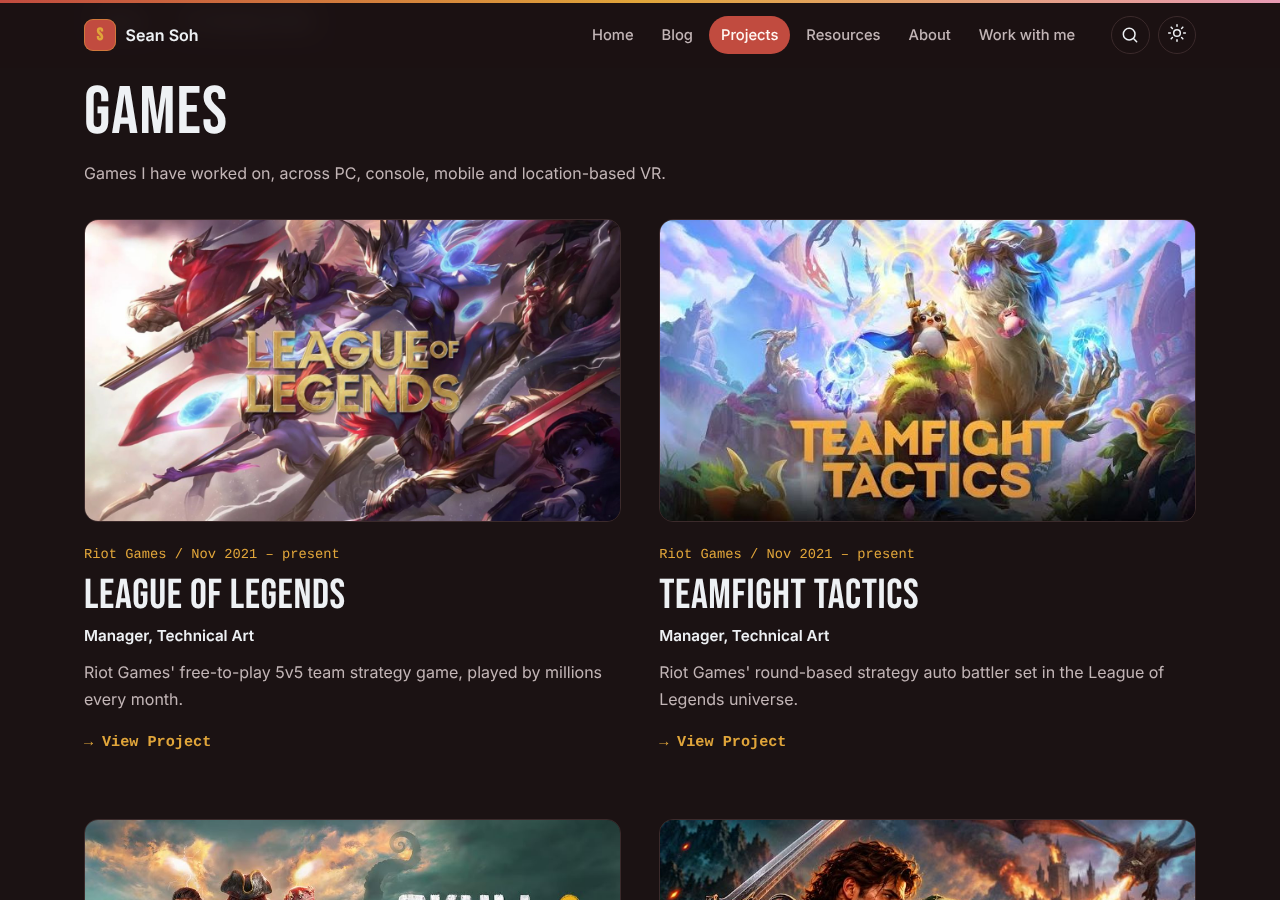 S Sean Soh Home Blog Projects Resources About Work with me
GAMES
Games I have worked on, across PC, console, mobile and location-based VR.
LEAGUE OF
LEGENDS
TEAMFIGHT
TACTICS
Riot Games / Nov 2021 – present
LEAGUE OF LEGENDS
Manager, Technical Art
Riot Games' free-to-play 5v5 team strategy game, played by millions
every month.
→ View Project
Riot Games / Nov 2021 – present
TEAMFIGHT TACTICS
Manager, Technical Art
Riot Games' round-based strategy auto battler set in the League of
Legends universe.
→ View Project